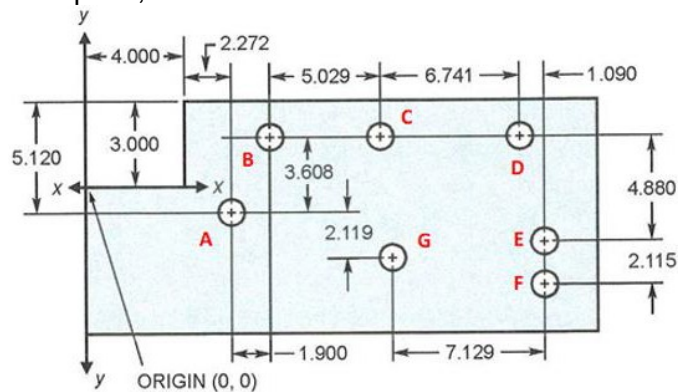 y
4.000
2.272
5.029
6.741
1.090
C
B
D
5.120
3.000
3.608
4.880
x
x
A
2.119
G
E
F
2.115
1.900
7.129
y
ORIGIN (0, 0)